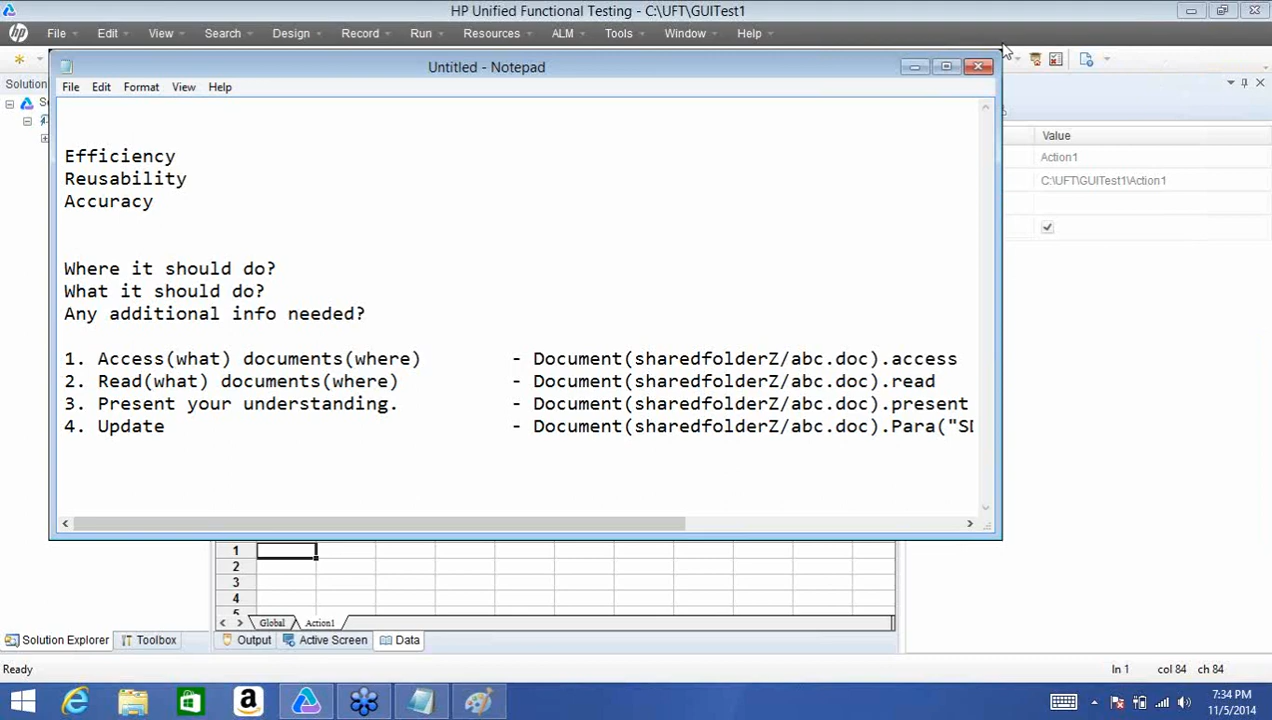 HP Unified Functional Testing - C:\UFT\GUITest1
hp File Edit View Search Design Record Run Resources ALM Tools Window Help
Untitled - Notepad
File Edit Format View Help
Efficiency
Reusability
Accuracy
Where it should do?
What it should do?
Any additional info needed?
1. Access(what) documents(where) - Document(sharedfolderZ/abc.doc).access
2. Read(what) documents(where) - Document(sharedfolderZ/abc.doc).read
3. Present your understanding. - Document(sharedfolderZ/abc.doc).present
4. Update - Document(sharedfolderZ/abc.doc).Para("
Solution
Value
Action1
C:\UFT\GUITest1\Action1
1
2
3
4
5
Global Action1
Solution Explorer Toolbox Output Active Screen Data
Ready ln 1 col 84 ch 84
7:34 PM
11/5/2014